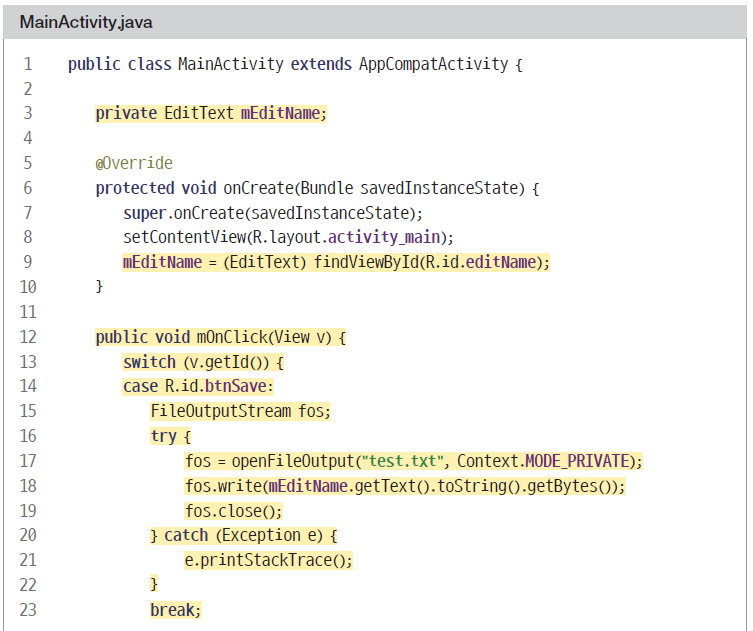 MainActivity.java
1 public class MainActivity extends AppCompatActivity {
2
3 private EditText mEditName;
4
5 @Override
6 protected void onCreate(Bundle savedInstanceState) {
7 super.onCreate(savedInstanceState);
8 setContentView(R.layout.activity_main);
9 mEditName = (EditText) findViewById(R.id.editName);
10 }
11
12 public void mOnClick(View v) {
13 switch (v.getId()) {
14 case R.id.btnSave:
15 FileOutputStream fos;
16 try {
17 fos = openFileOutput("test.txt", Context.MODE_PRIVATE);
18 fos.write(mEditName.getText().toString().getBytes());
19 fos.close();
20 } catch (Exception e) {
21 e.printStackTrace();
22 }
23 break;